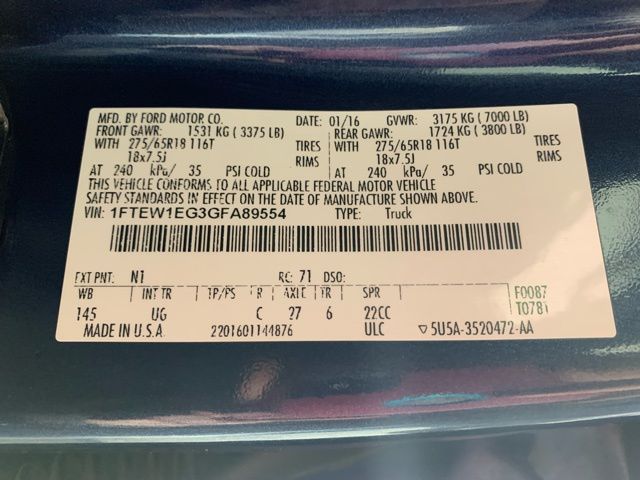 MFD. BY FORD MOTOR CO. DATE: 01/16 GVWR: 3175 KG ( 7000 LB)
FRONT GAWR: 1531 KG ( 3375 LB) REAR GAWR: 1724 KG ( 3800 LB)
WITH 275/65R18 116T TIRES WITH 275/65R18 116T TIRES
18x7.5J RIMS 18x7.5J RIMS
AT 240 kPa/ 35 PSI COLD AT 240 kPa/ 35 PSI COLD
THIS VEHICLE CONFORMS TO ALL APPLICABLE FEDERAL MOTOR VEHICLE
SAFETY STANDARDS IN EFFECT ON THE DATE OF MANUFACTURE SHOWN ABOVE.
VIN: 1FTEW1EG3GFA89554 TYPE: Truck
EXT PNT: N1 RC: 71 DSO:
WB INT TR TP/PS R AXLE TR SPR F0087
145 UG C 27 6 22CC T0781
MADE IN U.S.A. 2201601144876 ULC ▽5U5A-3520472-AA